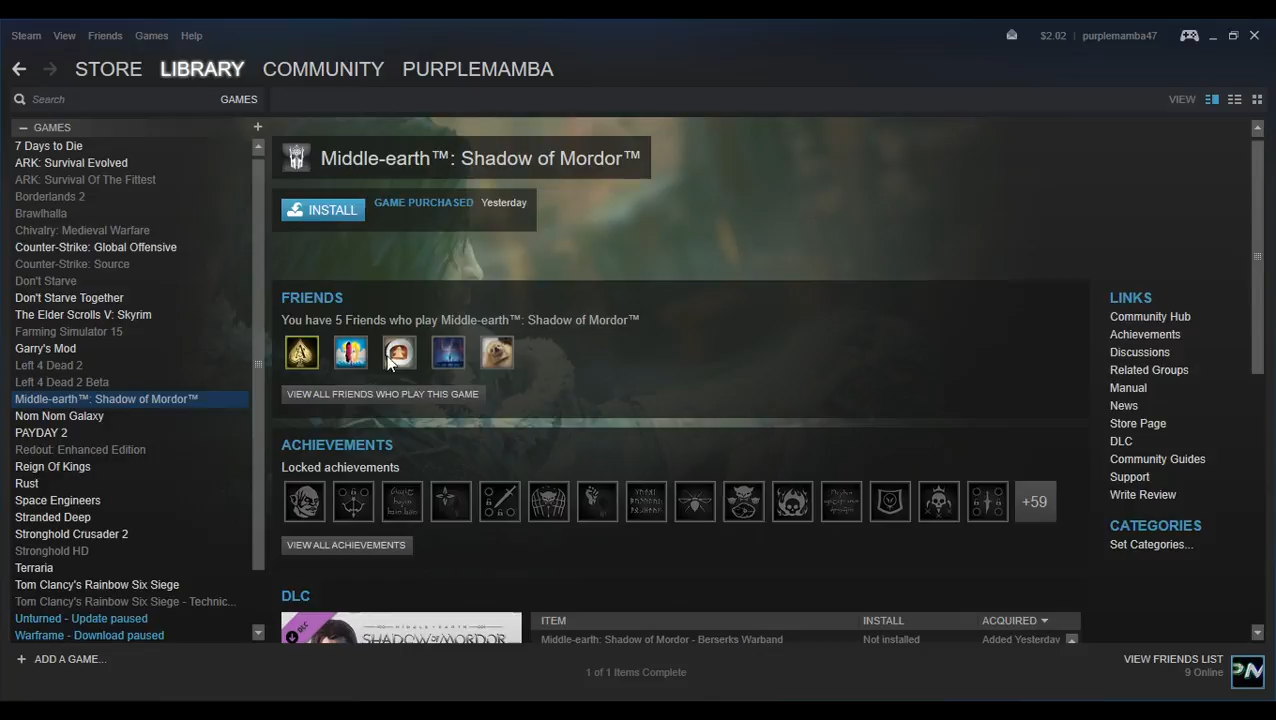 Steam View Friends Games Help
$2.02 purplemamba47
STORE LIBRARY COMMUNITY PURPLEMAMBA
Search GAMES
VIEW
GAMES
7 Days to Die
ARK: Survival Evolved
ARK: Survival Of The Fittest
Borderlands 2
Brawlhalla
Chivalry: Medieval Warfare
Counter-Strike: Global Offensive
Counter-Strike: Source
Don't Starve
Don't Starve Together
The Elder Scrolls V: Skyrim
Farming Simulator 15
Garry's Mod
Left 4 Dead 2
Left 4 Dead 2 Beta
Middle-earth™: Shadow of Mordor™
Nom Nom Galaxy
PAYDAY 2
Redout: Enhanced Edition
Reign Of Kings
Rust
Space Engineers
Stranded Deep
Stronghold Crusader 2
Stronghold HD
Terraria
Tom Clancy's Rainbow Six Siege
Tom Clancy's Rainbow Six Siege - Technic...
Unturned - Update paused
Warframe - Download paused
Middle-earth™: Shadow of Mordor™
INSTALL GAME PURCHASED Yesterday
FRIENDS
You have 5 Friends who play Middle-earth™: Shadow of Mordor™
VIEW ALL FRIENDS WHO PLAY THIS GAME
ACHIEVEMENTS
Locked achievements
+59
VIEW ALL ACHIEVEMENTS
DLC
DLC
SHADOW OF MORDOR
ITEM INSTALL ACQUIRED
Middle-earth: Shadow of Mordor - Berserks Warband Not installed Added Yesterday
LINKS
Community Hub
Achievements
Discussions
Related Groups
Manual
News
Store Page
DLC
Community Guides
Support
Write Review
CATEGORIES
Set Categories...
+ ADD A GAME...
1 of 1 Items Complete
VIEW FRIENDS LIST
9 Online